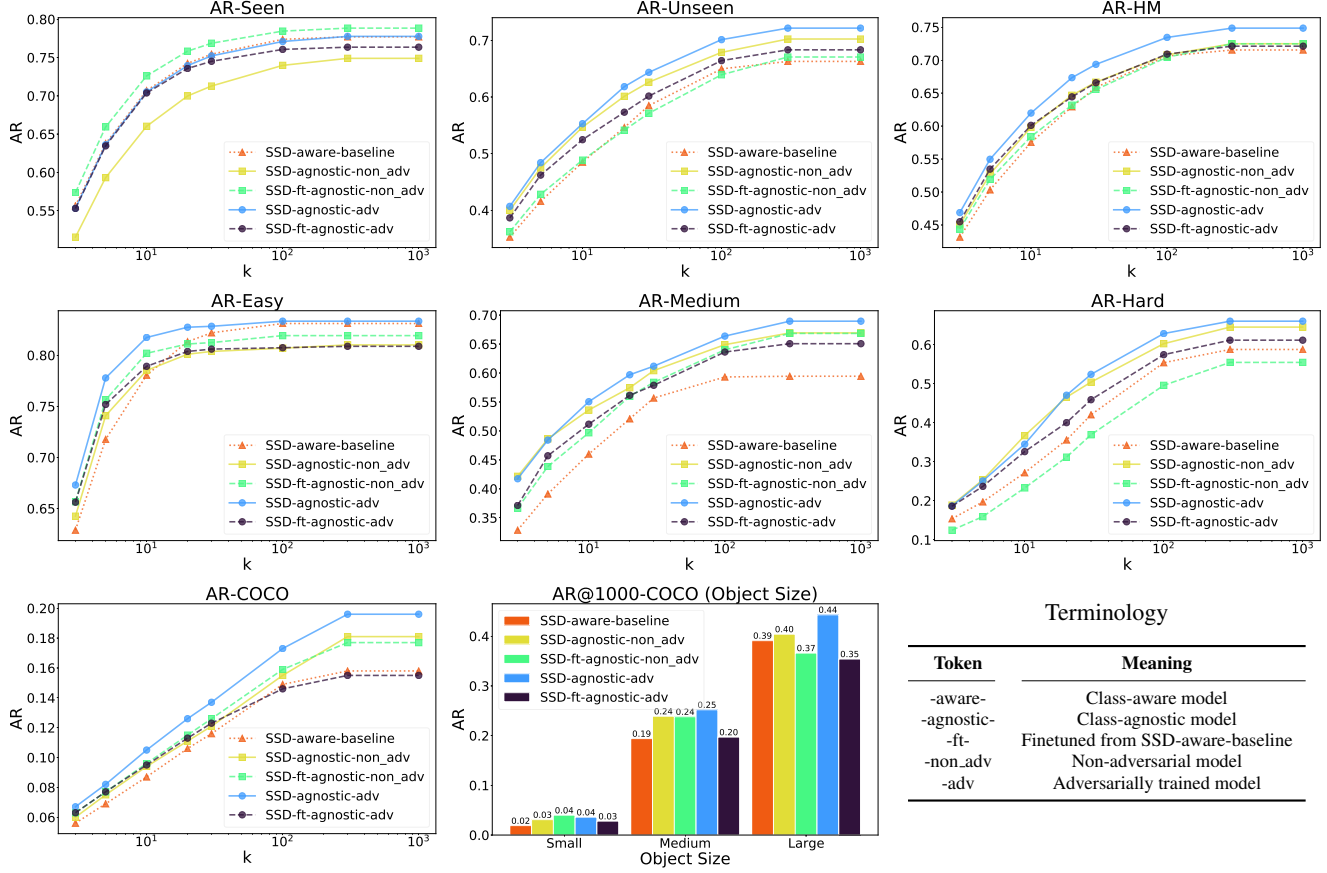 AR-Seen
0.80
0.75
0.70
0.65
0.60
0.55
AR
10¹
10²
10³
k
SSD-aware-baseline
SSD-agnostic-non_adv
SSD-ft-agnostic-non_adv
SSD-agnostic-adv
SSD-ft-agnostic-adv
AR-Unseen
0.7
0.6
0.5
0.4
AR
10¹
10²
10³
k
SSD-aware-baseline
SSD-agnostic-non_adv
SSD-ft-agnostic-non_adv
SSD-agnostic-adv
SSD-ft-agnostic-adv
AR-HM
0.75
0.70
0.65
0.60
0.55
0.50
0.45
AR
10¹
10²
10³
k
SSD-aware-baseline
SSD-agnostic-non_adv
SSD-ft-agnostic-non_adv
SSD-agnostic-adv
SSD-ft-agnostic-adv
AR-Easy
0.80
0.75
0.70
0.65
AR
10¹
10²
10³
k
SSD-aware-baseline
SSD-agnostic-non_adv
SSD-ft-agnostic-non_adv
SSD-agnostic-adv
SSD-ft-agnostic-adv
AR-Medium
0.70
0.65
0.60
0.55
0.50
0.45
0.40
0.35
AR
10¹
10²
10³
k
SSD-aware-baseline
SSD-agnostic-non_adv
SSD-ft-agnostic-non_adv
SSD-agnostic-adv
SSD-ft-agnostic-adv
AR-Hard
0.6
0.5
0.4
0.3
0.2
0.1
AR
10¹
10²
10³
k
SSD-aware-baseline
SSD-agnostic-non_adv
SSD-ft-agnostic-non_adv
SSD-agnostic-adv
SSD-ft-agnostic-adv
AR-COCO
0.20
0.18
0.16
0.14
0.12
0.10
0.08
0.06
AR
10¹
10²
10³
k
SSD-aware-baseline
SSD-agnostic-non_adv
SSD-ft-agnostic-non_adv
SSD-agnostic-adv
SSD-ft-agnostic-adv
AR@1000-COCO (Object Size)
0.4
0.3
0.2
0.1
0.0
AR
SSD-aware-baseline
SSD-agnostic-non_adv
SSD-ft-agnostic-non_adv
SSD-agnostic-adv
SSD-ft-agnostic-adv
0.02 0.03 0.04 0.04 0.03
0.19 0.24 0.24 0.25 0.20
0.39 0.40 0.37 0.44 0.35
Small Medium Large
Object Size
Terminology
Token Meaning
-aware- Class-aware model
-agnostic- Class-agnostic model
-ft- Finetuned from SSD-aware-baseline
-non_adv Non-adversarial model
-adv Adversarially trained model